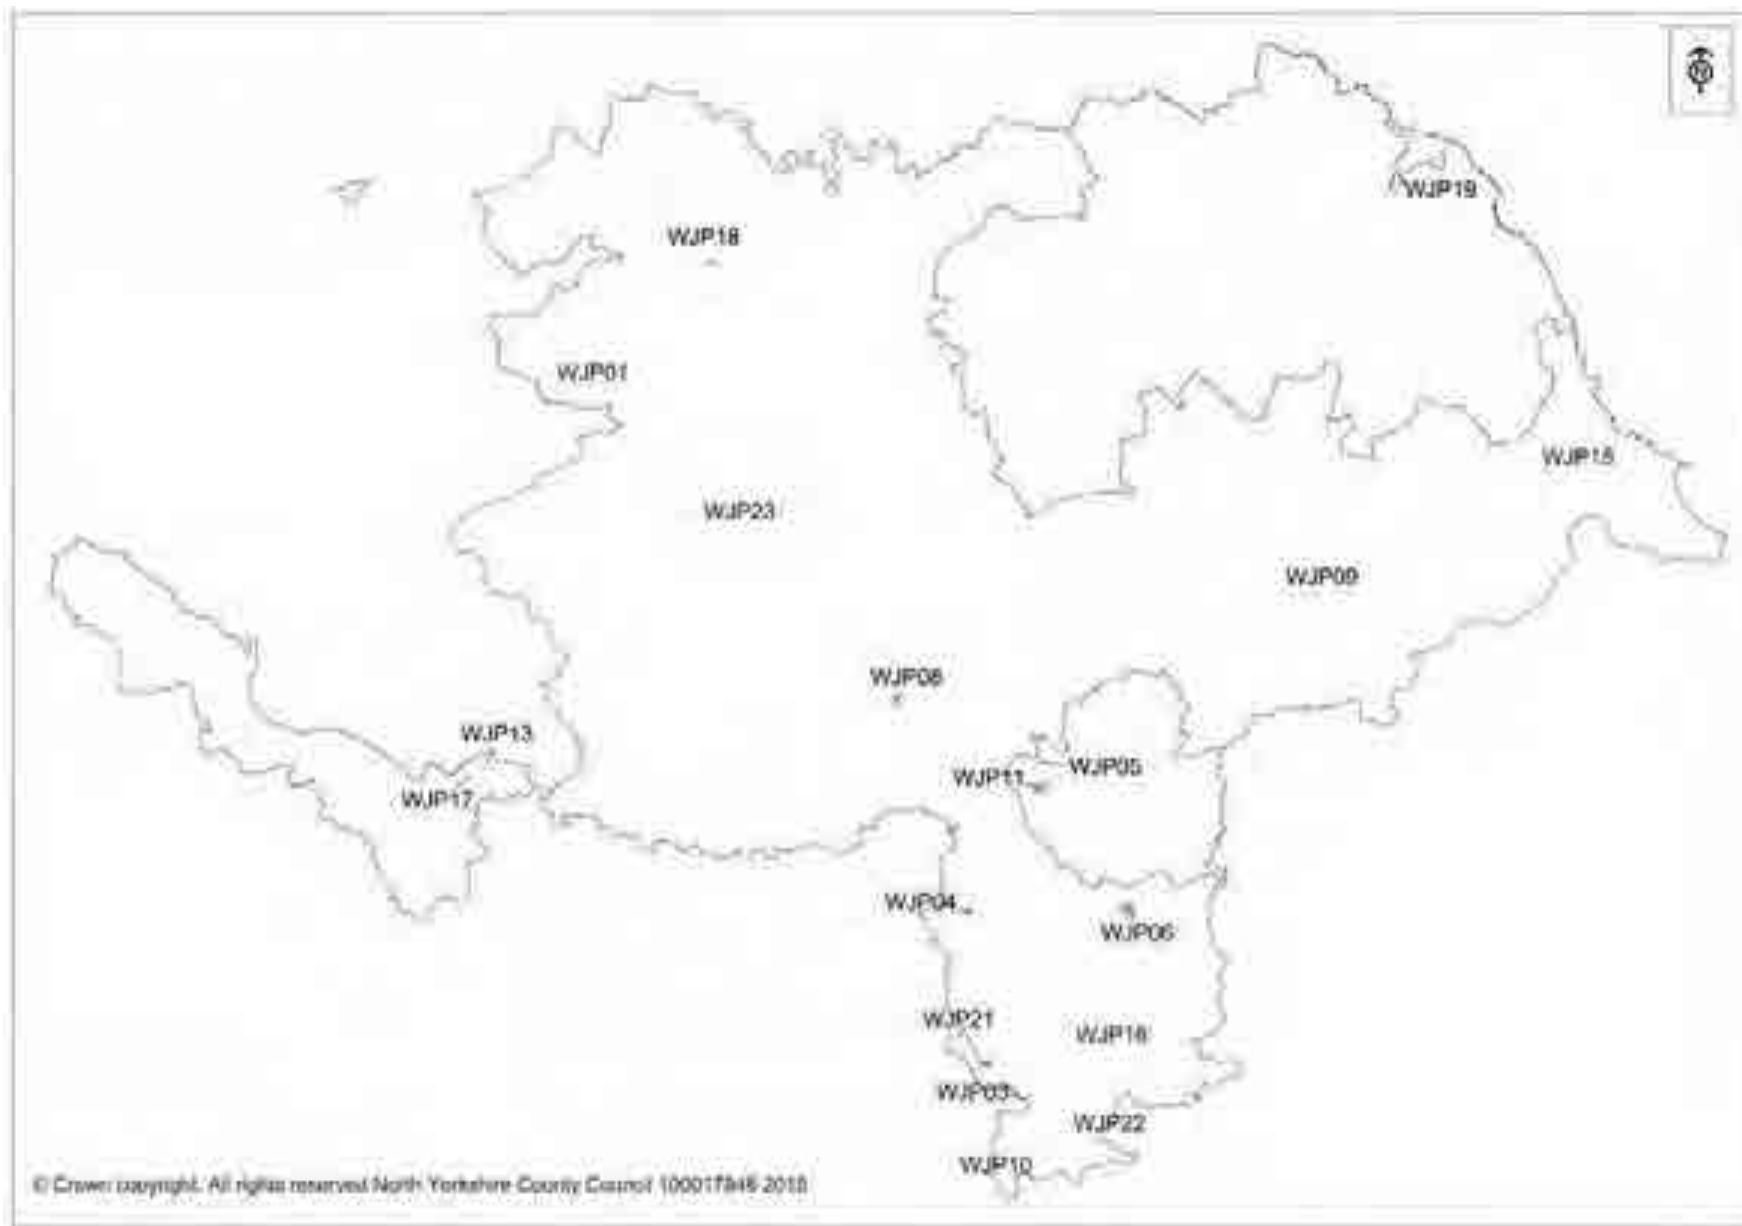 N
WJP19
WJP18
WJP01
WJP15
WJP23
WJP09
WJP08
WJP13
WJP05
WJP11
WJP17
WJP04
WJP06
WJP21
WJP16
WJP03
WJP22
WJP10
© Crown copyright. All rights reserved North Yorkshire County Council